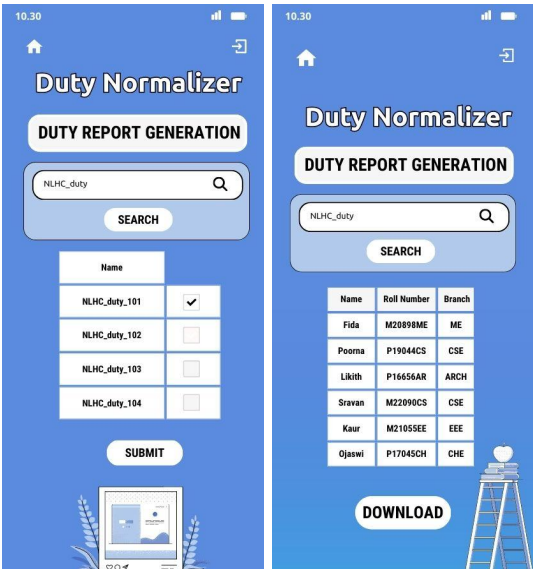 10.30
Duty Normalizer
DUTY REPORT GENERATION
NLHC_duty
SEARCH
Name
NLHC_duty_101
NLHC_duty_102
NLHC_duty_103
NLHC_duty_104
SUBMIT
10.30
Duty Normalizer
DUTY REPORT GENERATION
NLHC_duty
SEARCH
Name Roll Number Branch
Fida M20898ME ME
Poorna P19044CS CSE
Likith P16656AR ARCH
Sravan M22090CS CSE
Kaur M21055EE EEE
Ojaswi P17045CH CHE
DOWNLOAD